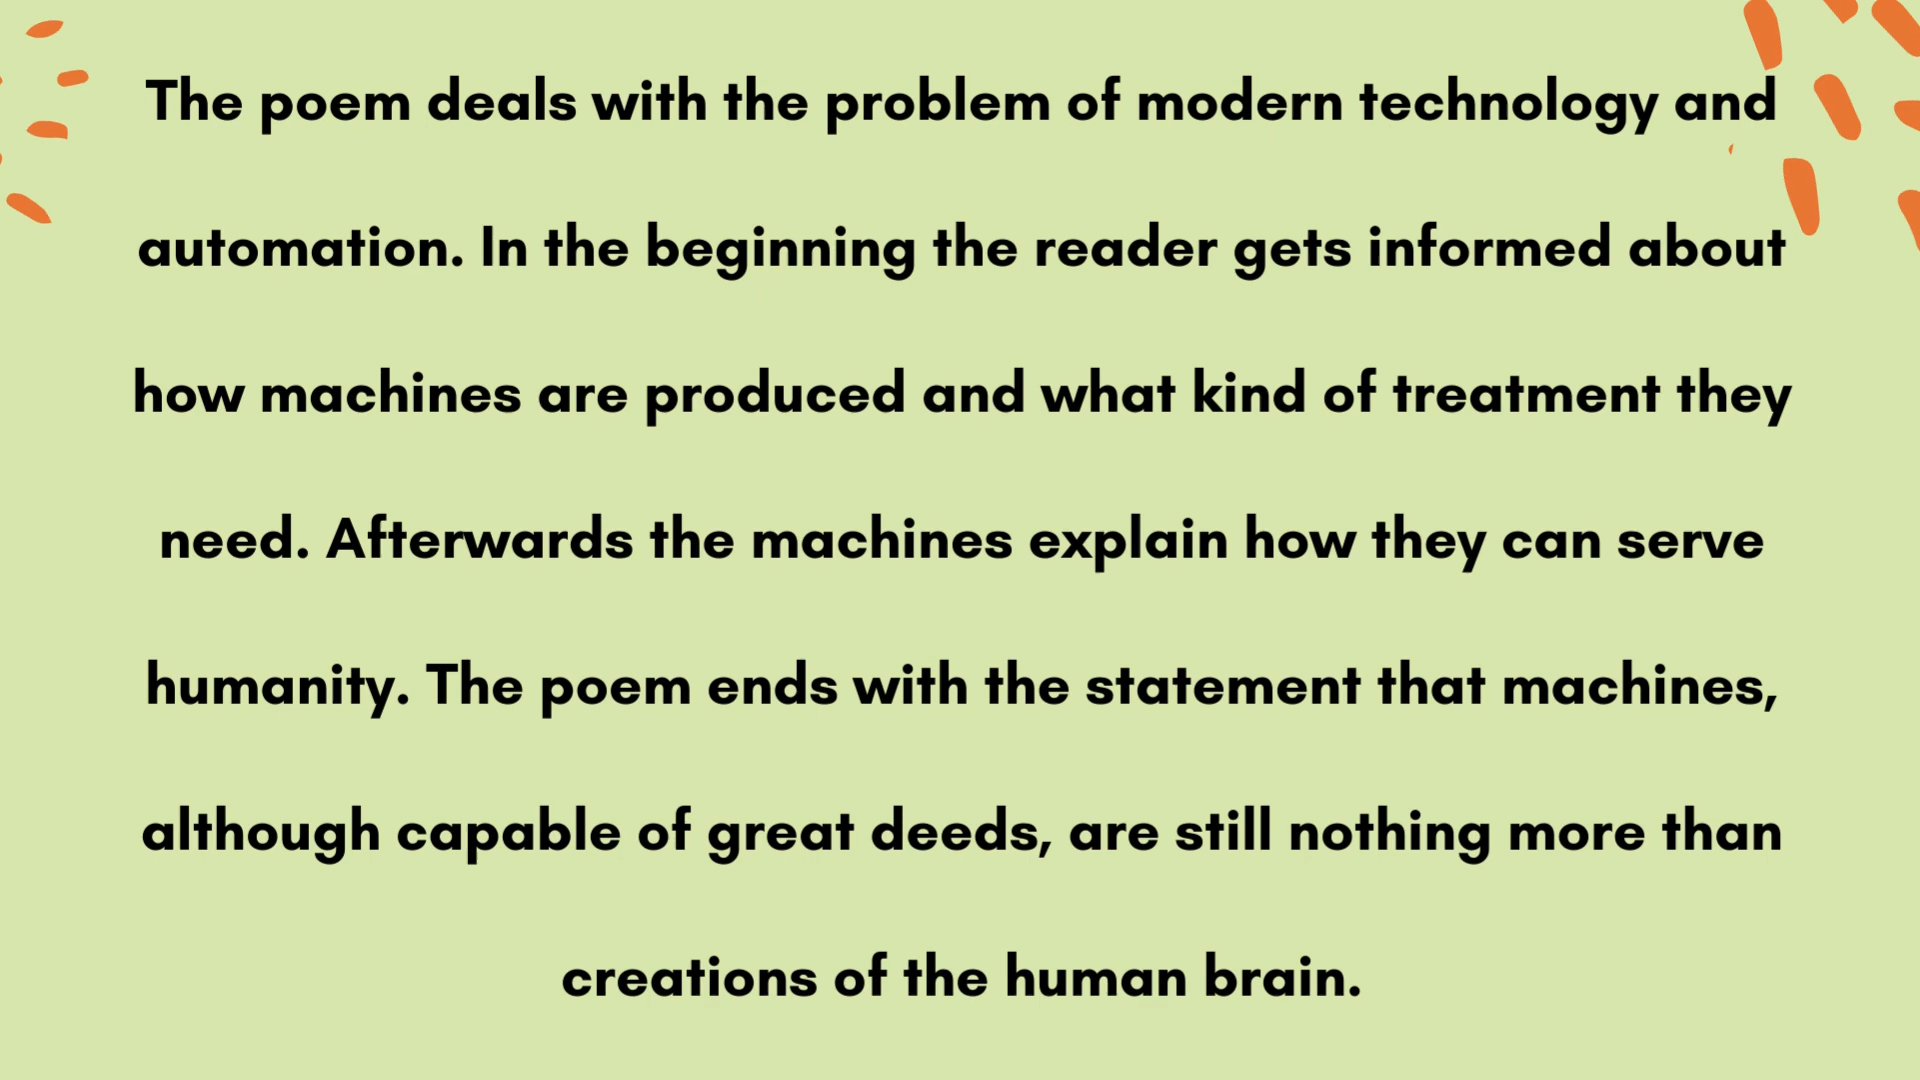 The poem deals with the problem of modern technology and
automation. In the beginning the reader gets informed about
how machines are produced and what kind of treatment they
need. Afterwards the machines explain how they can serve
humanity. The poem ends with the statement that machines,
although capable of great deeds, are still nothing more than
creations of the human brain.